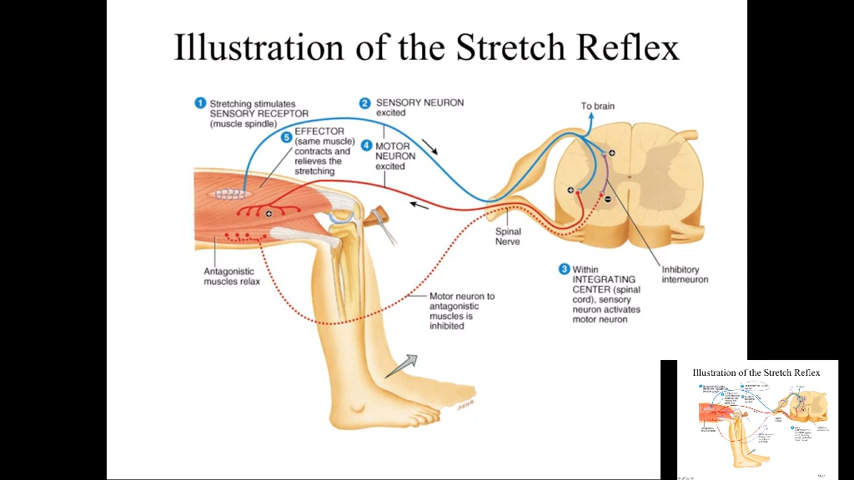 Illustration of the Stretch Reflex
1 Stretching stimulates
SENSORY RECEPTOR
(muscle spindle)
2 SENSORY NEURON
excited
To brain
5 EFFECTOR
(same muscle)
contracts and
relieves the
stretching
4 MOTOR
NEURON
excited
Spinal
Nerve
Antagonistic
muscles relax
3 Within
INTEGRATING
CENTER (spinal
cord), sensory
neuron activates
motor neuron
Inhibitory
interneuron
Motor neuron to
antagonistic
muscles is
inhibited
Illustration of the Stretch Reflex